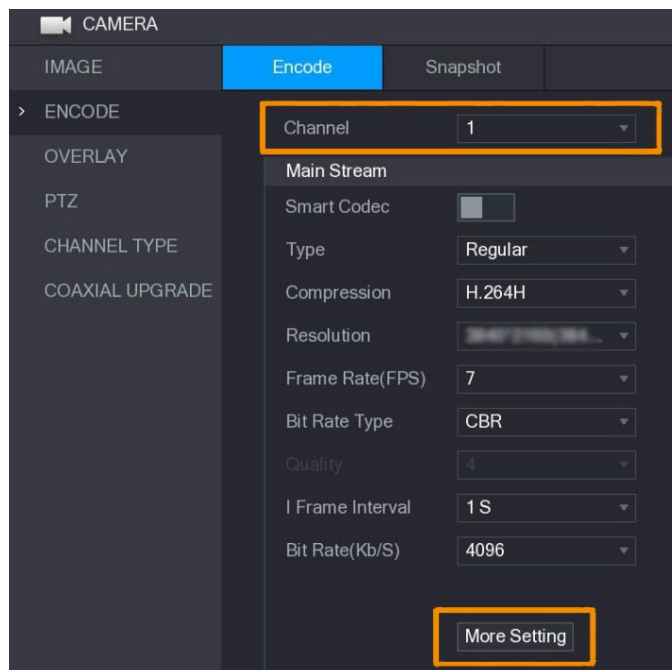 CAMERA
IMAGE
Encode Snapshot
ENCODE
Channel 1
OVERLAY
Main Stream
PTZ
Smart Codec
CHANNEL TYPE
Type Regular
COAXIAL UPGRADE
Compression H.264H
Resolution
Frame Rate(FPS) 7
Bit Rate Type CBR
Quality 4
I Frame Interval 1 S
Bit Rate(Kb/S) 4096
More Setting